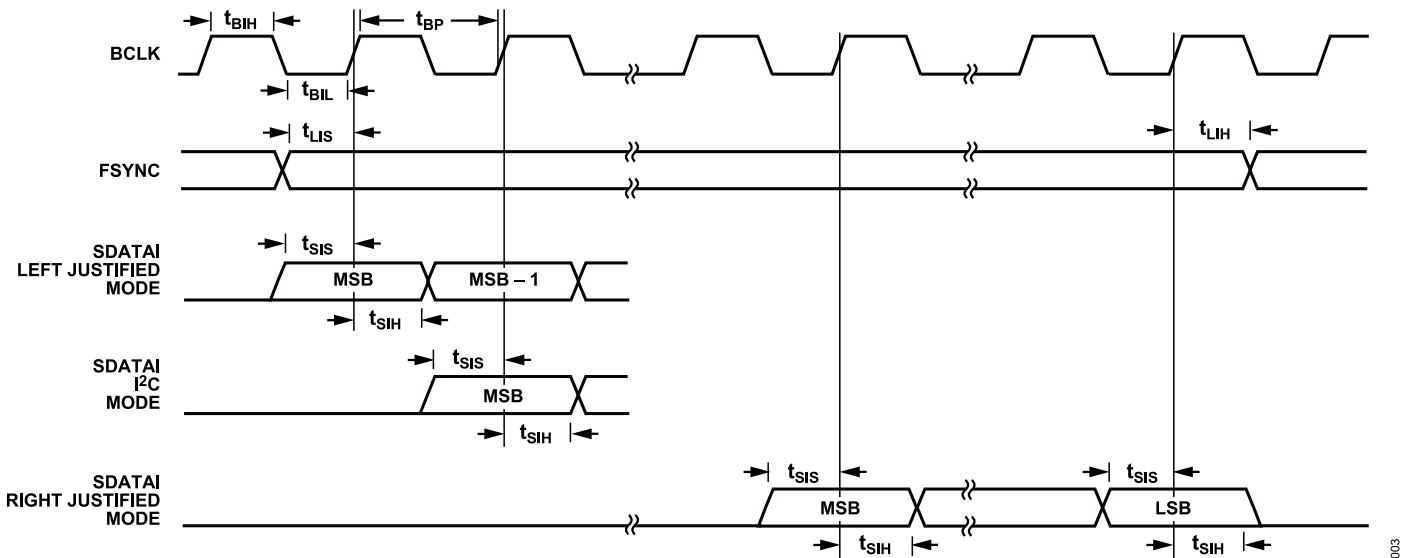 tBIH
tBP
BCLK
tBIL
tLIS
tLIH
FSYNC
tSIS
SDATAI
LEFT JUSTIFIED
MODE
MSB
MSB – 1
tSIH
tSIS
SDATAI
I²C
MODE
MSB
tSIH
tSIS
tSIS
SDATAI
RIGHT JUSTIFIED
MODE
MSB
LSB
tSIH
tSIH
003